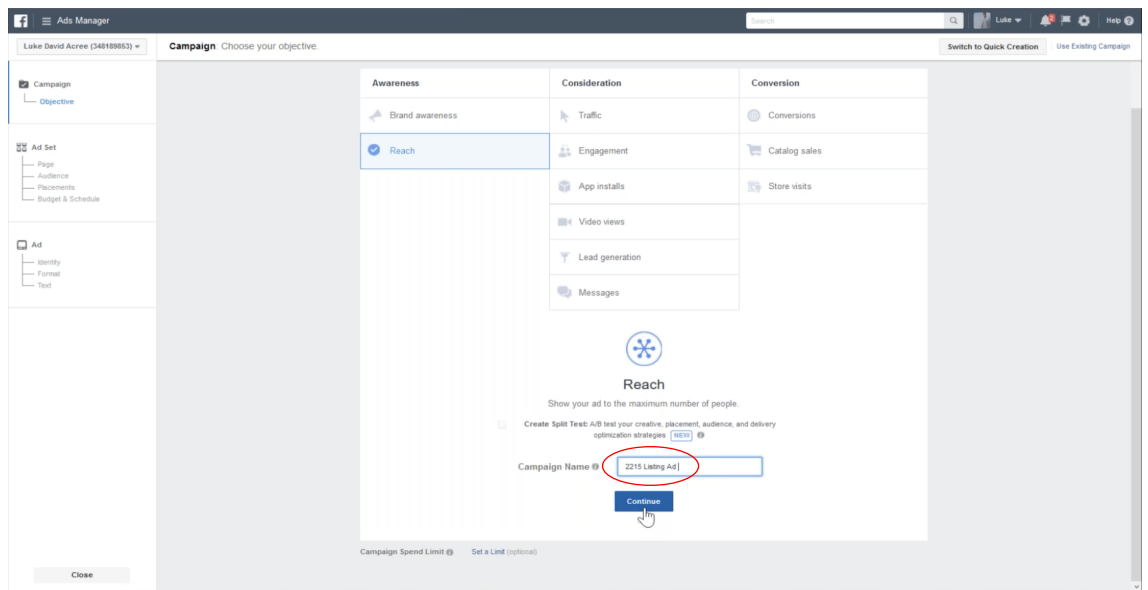 f Ads Manager Search Luke 2 Help
Luke David Acree (348189853) Campaign: Choose your objective. Switch to Quick Creation Use Existing Campaign
Campaign
Objective
Ad Set
Page
Audience
Placements
Budget & Schedule
Ad
Identity
Format
Text
Close
Awareness Consideration Conversion
Brand awareness Traffic Conversions
Reach Engagement Catalog sales
App installs Store visits
Video views
Lead generation
Messages
Reach
Show your ad to the maximum number of people.
Create Split Test: A/B test your creative, placement, audience, and delivery
optimization strategies NEW
Campaign Name 2215 Listing Ad
Continue
Campaign Spend Limit Set a Limit (optional)